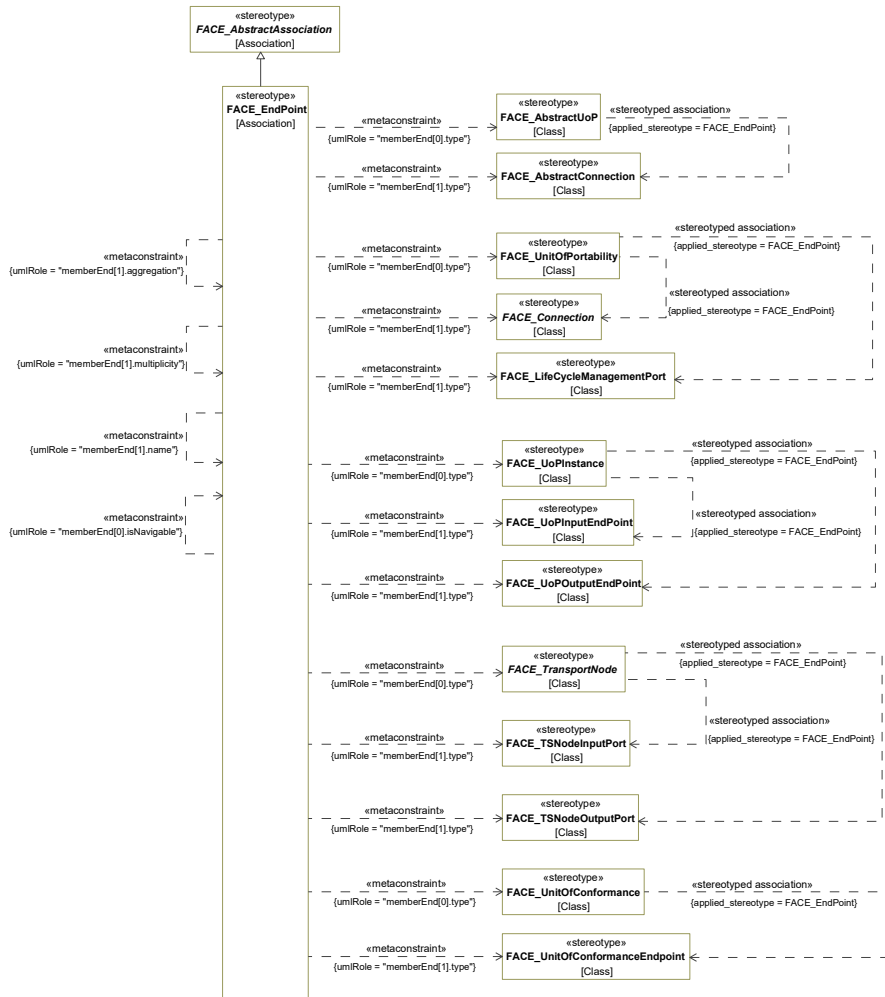 «stereotype»
FACE_AbstractAssociation
[Association]
«stereotype»
FACE_EndPoint
[Association]
«metaconstraint»
{umlRole = "memberEnd[1].aggregation"}
«metaconstraint»
{umlRole = "memberEnd[1].multiplicity"}
«metaconstraint»
{umlRole = "memberEnd[1].name"}
«metaconstraint»
{umlRole = "memberEnd[0].isNavigable"}
«metaconstraint»
{umlRole = "memberEnd[0].type"}
«stereotype»
FACE_AbstractUoP
[Class]
«stereotyped association»
{applied_stereotype = FACE_EndPoint}
«metaconstraint»
{umlRole = "memberEnd[1].type"}
«stereotype»
FACE_AbstractConnection
[Class]
«metaconstraint»
{umlRole = "memberEnd[0].type"}
«stereotype»
FACE_UnitOfPortability
[Class]
«stereotyped association»
{applied_stereotype = FACE_EndPoint}
«stereotyped association»
{applied_stereotype = FACE_EndPoint}
«metaconstraint»
{umlRole = "memberEnd[1].type"}
«stereotype»
FACE_Connection
[Class]
«metaconstraint»
{umlRole = "memberEnd[1].type"}
«stereotype»
FACE_LifeCycleManagementPort
[Class]
«metaconstraint»
{umlRole = "memberEnd[0].type"}
«stereotype»
FACE_UoPInstance
[Class]
«stereotyped association»
{applied_stereotype = FACE_EndPoint}
«stereotyped association»
{applied_stereotype = FACE_EndPoint}
«metaconstraint»
{umlRole = "memberEnd[1].type"}
«stereotype»
FACE_UoPInputEndPoint
[Class]
«metaconstraint»
{umlRole = "memberEnd[1].type"}
«stereotype»
FACE_UoPOutputEndPoint
[Class]
«metaconstraint»
{umlRole = "memberEnd[0].type"}
«stereotype»
FACE_TransportNode
[Class]
«stereotyped association»
{applied_stereotype = FACE_EndPoint}
«stereotyped association»
{applied_stereotype = FACE_EndPoint}
«metaconstraint»
{umlRole = "memberEnd[1].type"}
«stereotype»
FACE_TSNodeInputPort
[Class]
«metaconstraint»
{umlRole = "memberEnd[1].type"}
«stereotype»
FACE_TSNodeOutputPort
[Class]
«metaconstraint»
{umlRole = "memberEnd[0].type"}
«stereotype»
FACE_UnitOfConformance
[Class]
«stereotyped association»
{applied_stereotype = FACE_EndPoint}
«metaconstraint»
{umlRole = "memberEnd[1].type"}
«stereotype»
FACE_UnitOfConformanceEndpoint
[Class]